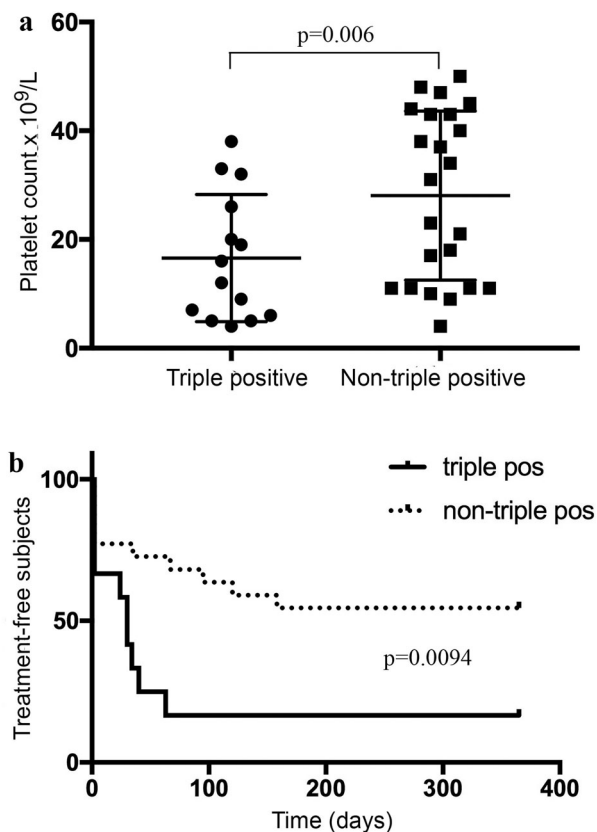 a
60
p=0.006
40
20
0
Platelet count x 10⁹/L
Triple positive
Non-triple positive
b
100
triple pos
non-triple pos
50
p=0.0094
0
Treatment-free subjects
0
100
200
300
400
Time (days)